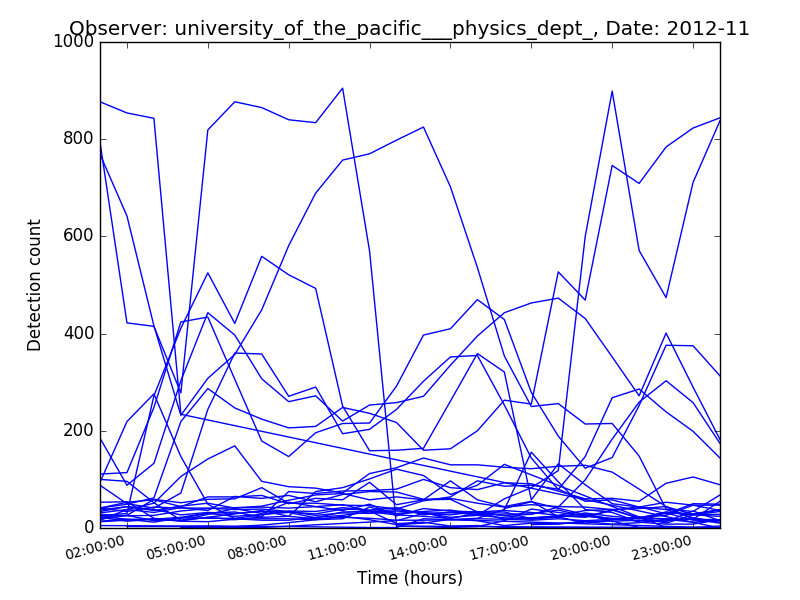 Observer: university_of_the_pacific___physics_dept_, Date: 2012-11
1000
800
600
400
200
0
Detection count
02:00:00 05:00:00 08:00:00 11:00:00 14:00:00 17:00:00 20:00:00 23:00:00
Time (hours)